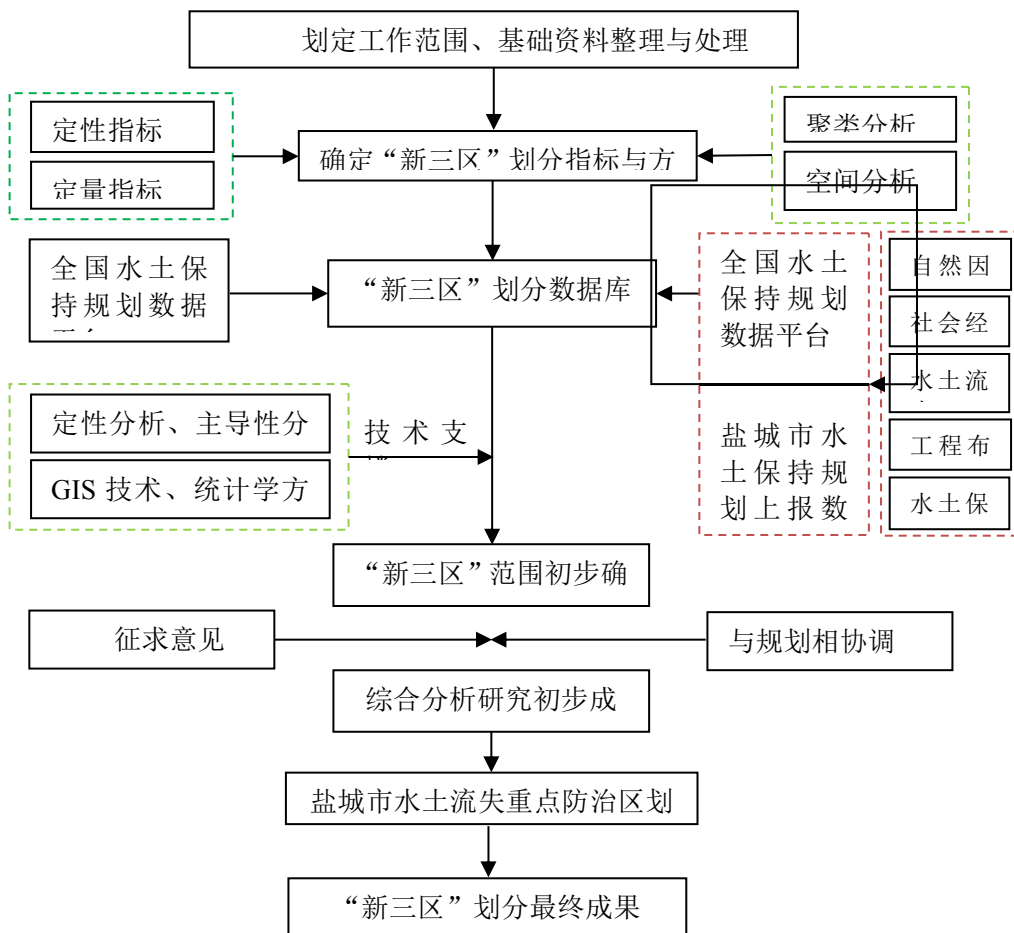 划定工作范围、基础资料整理与处理
定性指标
定量指标
聚类分析
空间分析
确定“新三区”划分指标与方
全国水土保
持规划数据
“新三区”划分数据库
全国水土
保持规划
数据平台
盐城市水
土保持规
划上报数
自然因
社会经
水土流
工程布
水土保
定性分析、主导性分
GIS 技术、统计学方
技术支
“新三区”范围初步确
征求意见
与规划相协调
综合分析研究初步成
盐城市水土流失重点防治区划
“新三区”划分最终成果